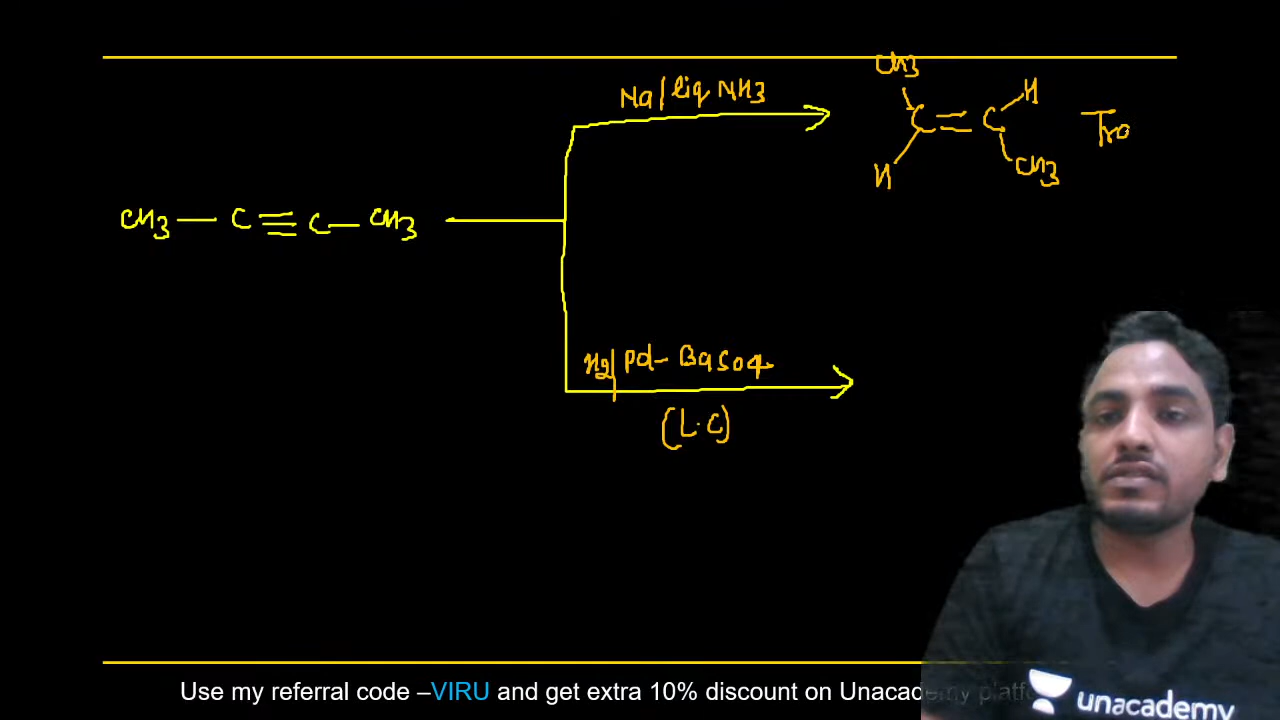 CH3
Na/liq NH3
C=C H
Tra
H CH3
CH3—C≡C—CH3
H2/Pd-BaSO4
(L.C)
Use my referral code –VIRU and get extra 10% discount on Unacademy platfo
unacademy